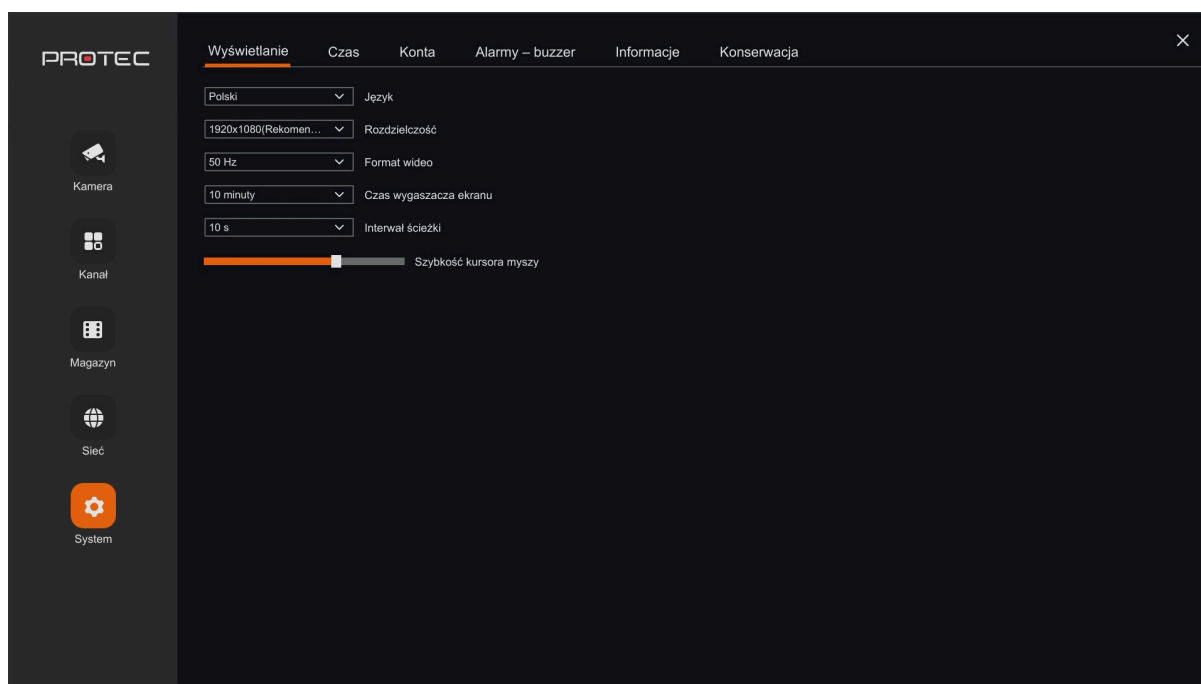 PROTEC
Wyświetlanie Czas Konta Alarmy – buzzer Informacje Konserwacja
Polski Język
1920x1080(Rekomen... Rozdzielczość
50 Hz Format wideo
10 minuty Czas wygaszacza ekranu
10 s Interwał ścieżki
Szybkość kursora myszy
Kamera
Kanał
Magazyn
Sieć
System